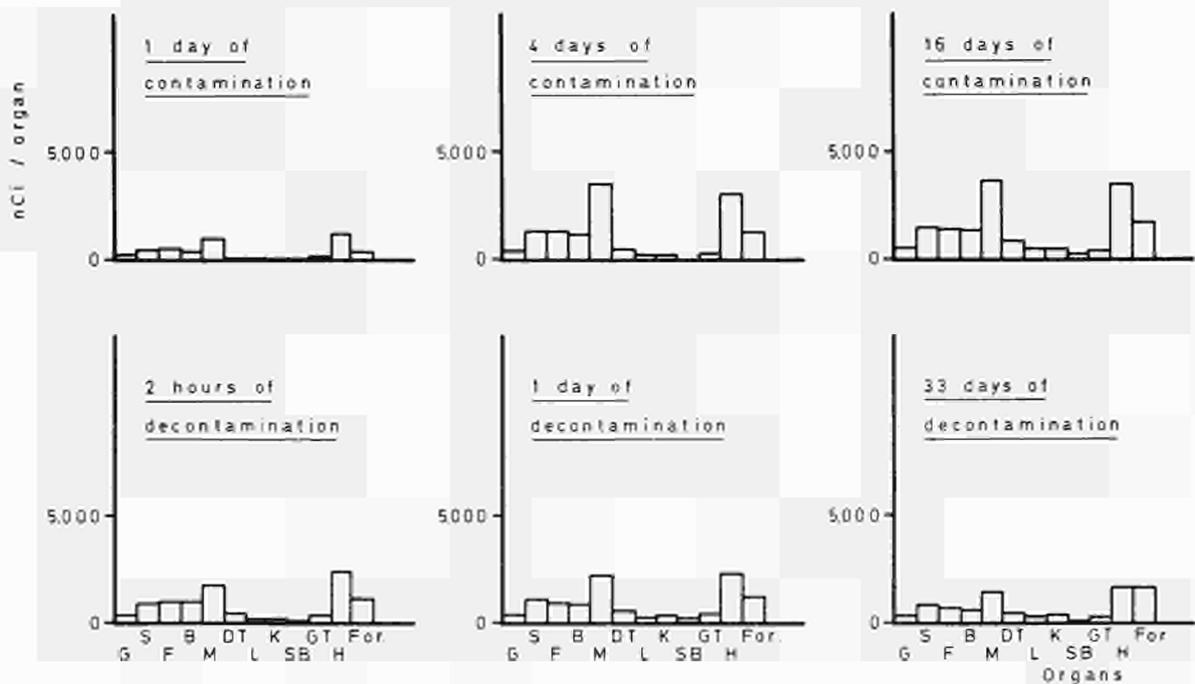 1 day of
contamination
4 days of
contamination
16 days of
contamination
nCi / organ
5,000
0
5,000
0
5,000
0
2 hours of
decontamination
1 day of
decontamination
33 days of
decontamination
5,000
0
5,000
0
5,000
0
S B DT K GT For.
G F M L SB H
S B DT K GT For.
G F M L SB H
S B DT K GT For
G F M L SB H
Organs